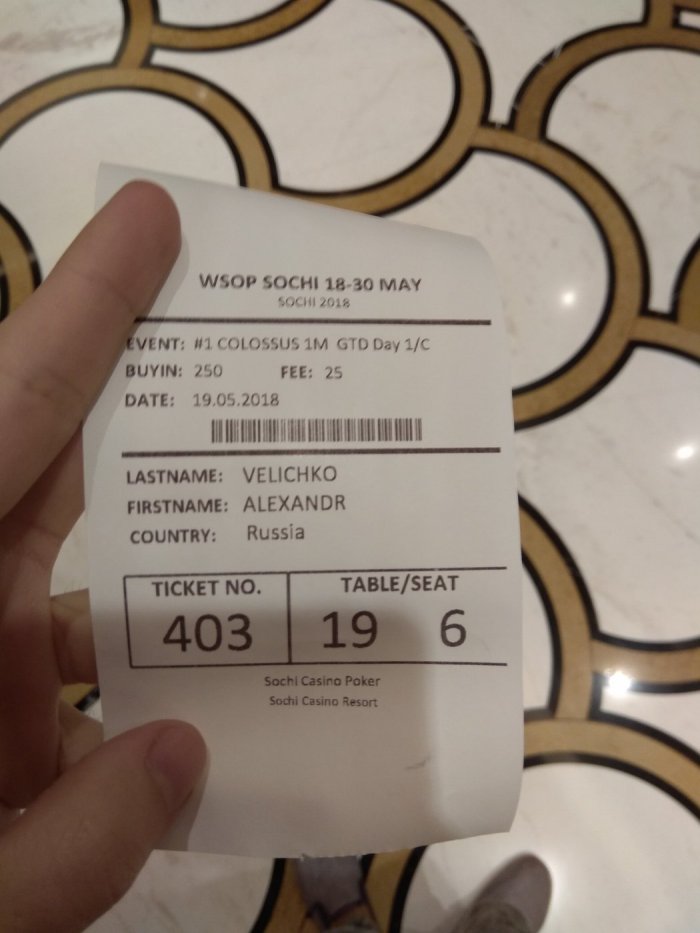 WSOP SOCHI 18-30 MAY
SOCHI 2018
EVENT: #1 COLOSSUS 1M GTD Day 1/C
BUYIN: 250 FEE: 25
DATE: 19.05.2018
LASTNAME: VELICHKO
FIRSTNAME: ALEXANDR
COUNTRY: Russia
TICKET NO. TABLE/SEAT
403 19 6
Sochi Casino Poker
Sochi Casino Resort